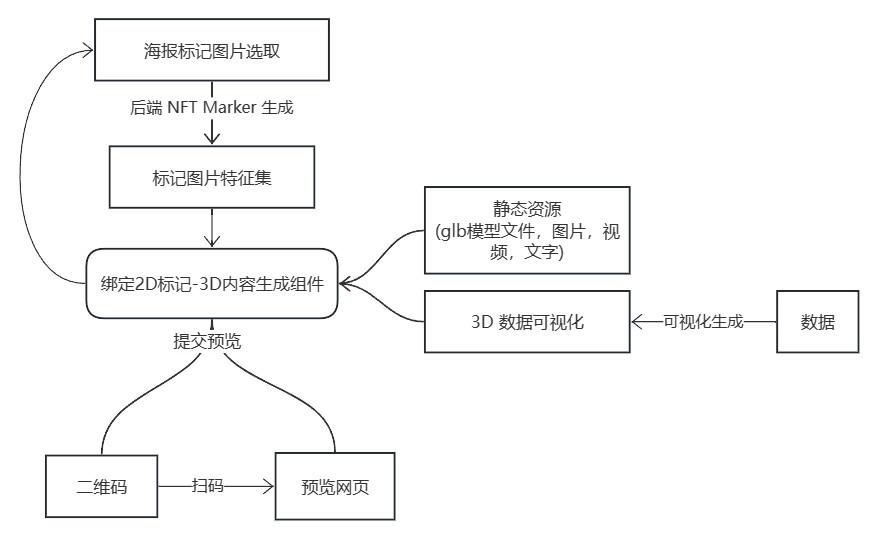 海报标记图片选取
后端 NFT Marker 生成
标记图片特征集
静态资源
(glb模型文件，图片，视
频，文字)
绑定2D标记-3D内容生成组件
3D 数据可视化
可视化生成
数据
提交预览
二维码
扫码
预览网页